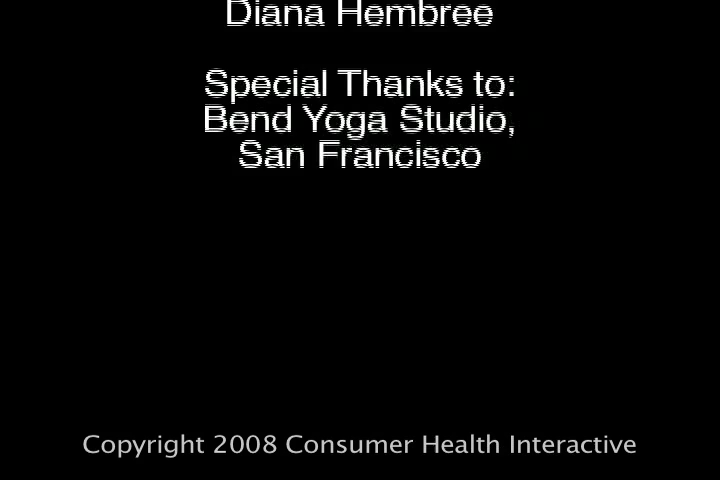 Diana Hembree
Special Thanks to:
Bend Yoga Studio,
San Francisco
Copyright 2008 Consumer Health Interactive